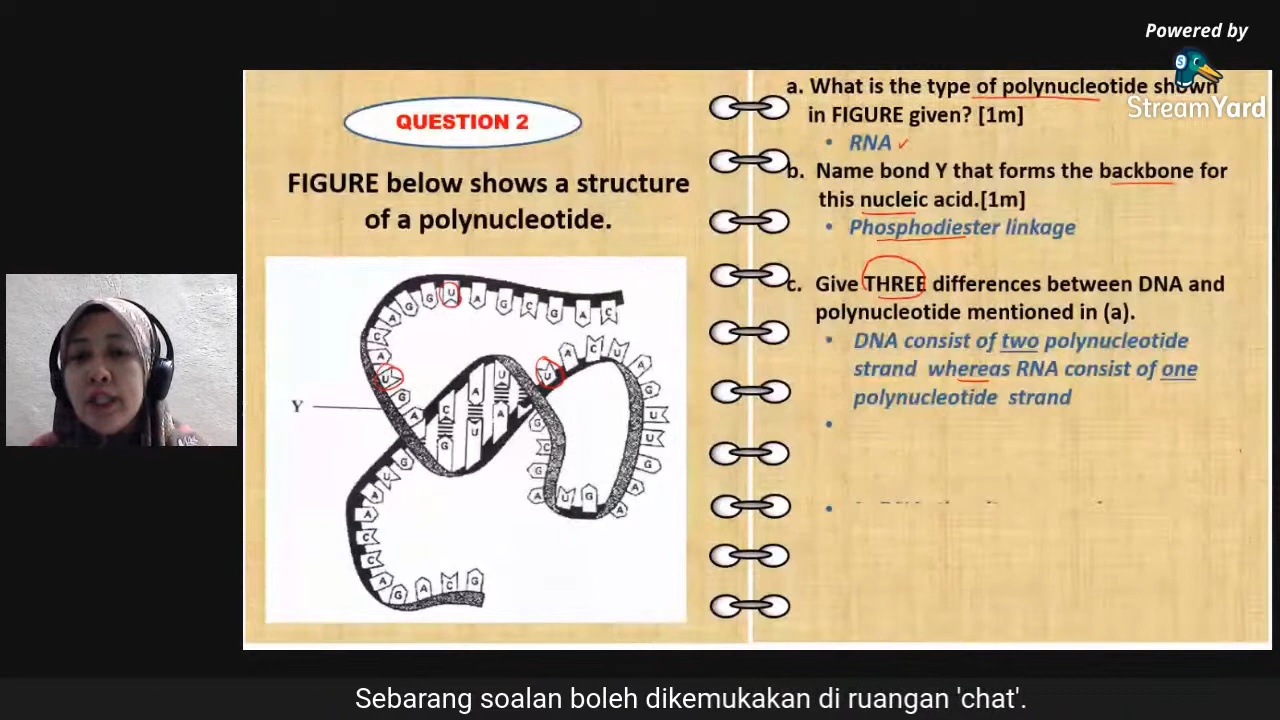 Powered by
StreamYard
QUESTION 2
FIGURE below shows a structure
of a polynucleotide.
Y
a. What is the type of polynucleotide shown
in FIGURE given? [1m]
• RNA ✓
b. Name bond Y that forms the backbone for
this nucleic acid.[1m]
• Phosphodiester linkage
c. Give THREE differences between DNA and
polynucleotide mentioned in (a).
• DNA consist of two polynucleotide
strand whereas RNA consist of one
polynucleotide strand
Sebarang soalan boleh dikemukakan di ruangan 'chat'.